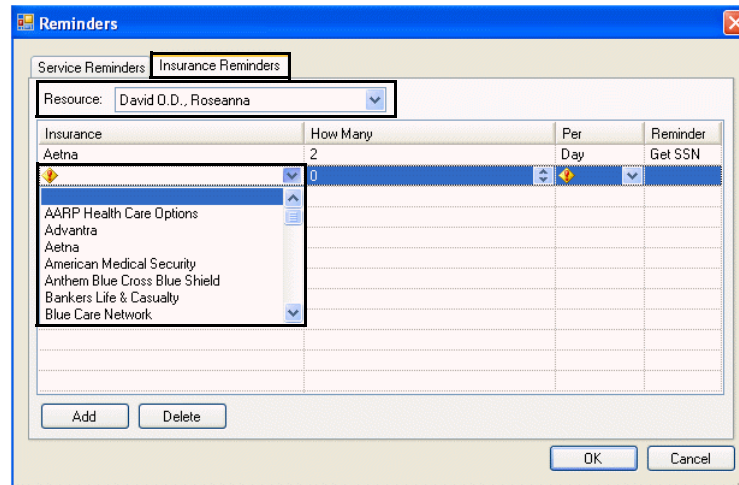 Reminders
Service Reminders Insurance Reminders
Resource: David O.D., Roseanna
Insurance How Many Per Reminder
Aetna 2 Day Get SSN
0
AARP Health Care Options
Advantra
Aetna
American Medical Security
Anthem Blue Cross Blue Shield
Bankers Life & Casualty
Blue Care Network
Add Delete
OK Cancel